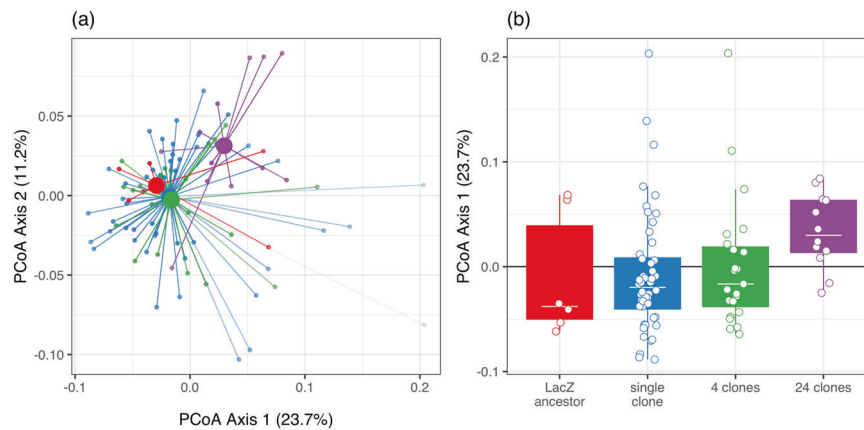 (a)
PCoA Axis 2 (11.2%)
0.05
0.00
-0.05
-0.10
-0.1
0.0
0.1
0.2
PCoA Axis 1 (23.7%)
(b)
PCoA Axis 1 (23.7%)
0.2
0.1
0.0
-0.1
LacZ
ancestor
single
clone
4 clones
24 clones